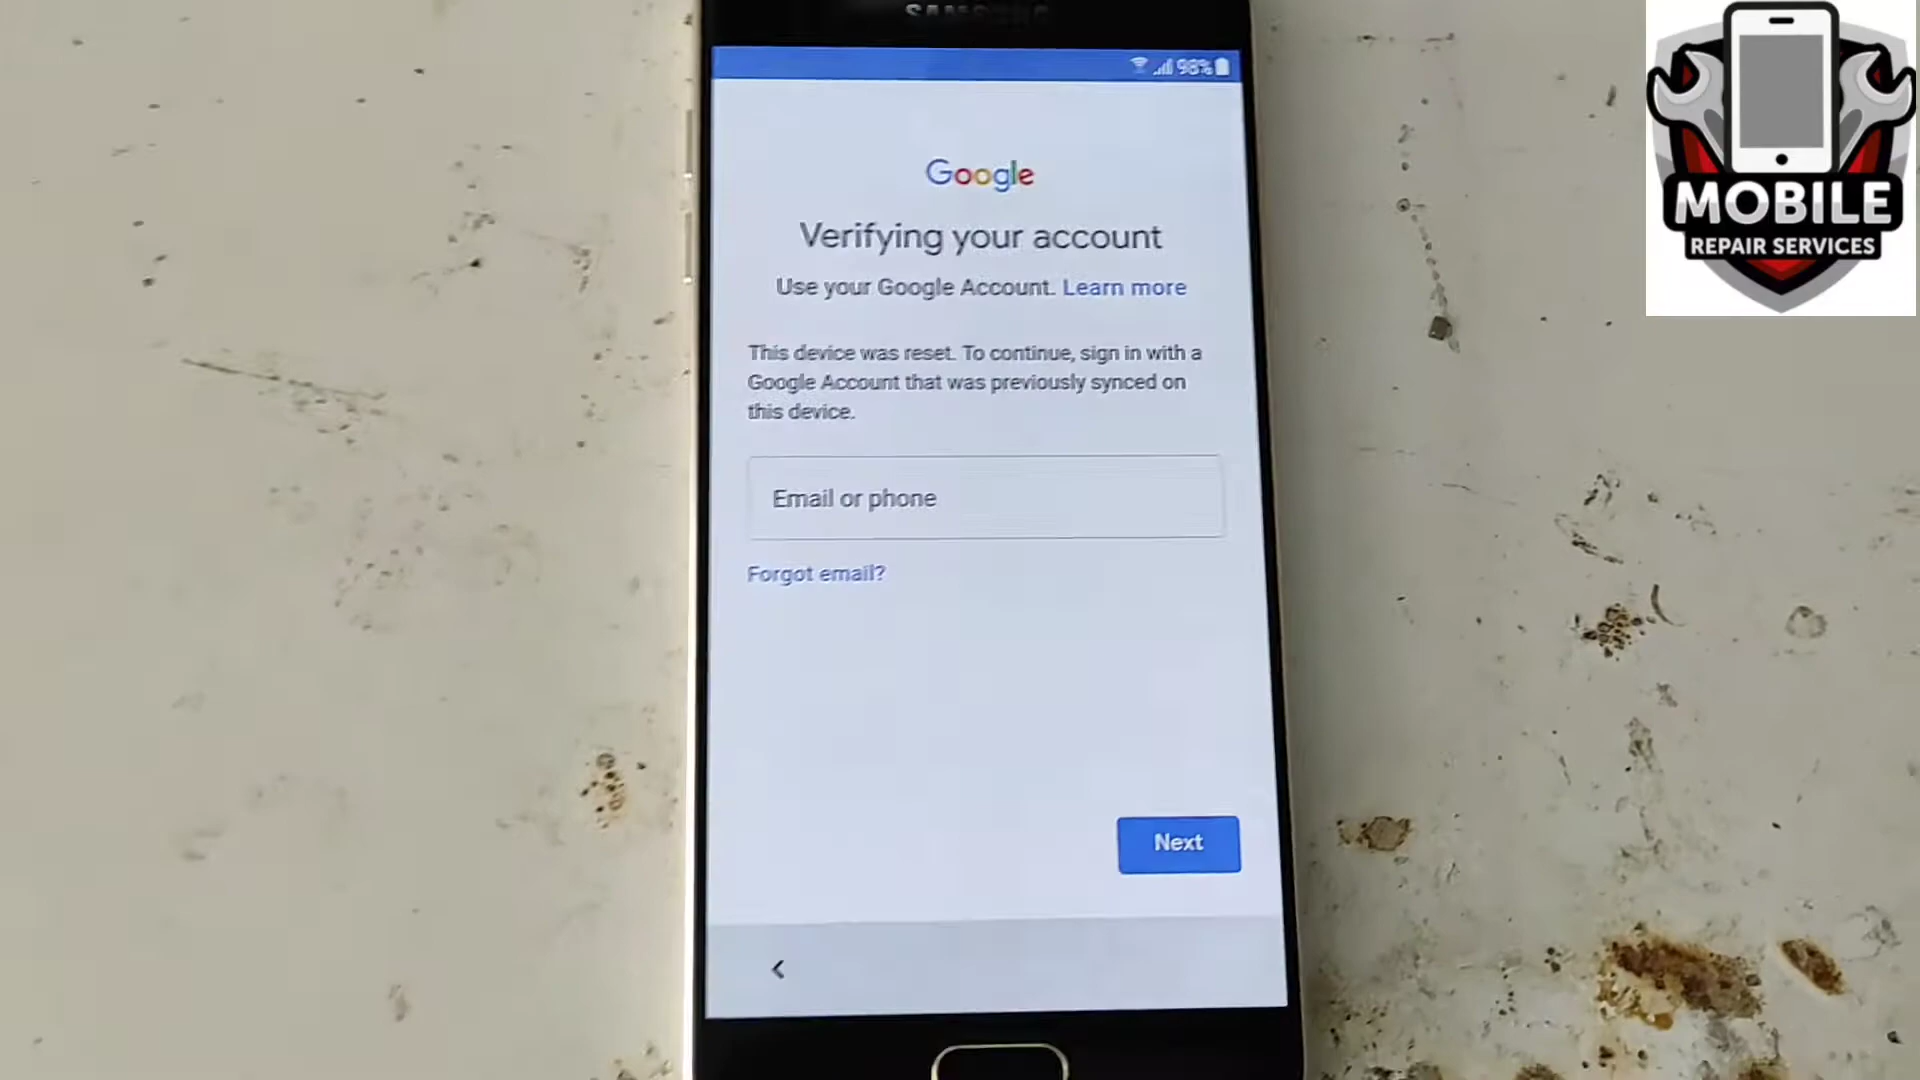 SAMSUNG
98%
Google
Verifying your account
Use your Google Account. Learn more
This device was reset. To continue, sign in with a
Google Account that was previously synced on
this device.
Email or phone
Forgot email?
Next
MOBILE
REPAIR SERVICES